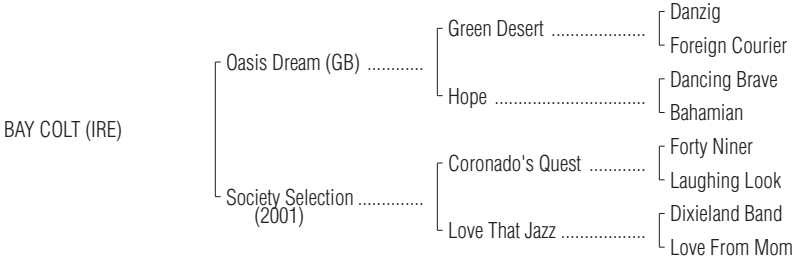 Danzig
Green Desert .....................
Foreign Courier
Oasis Dream (GB) ............
Dancing Brave
Hope .................................
Bahamian
BAY COLT (IRE)
Forty Niner
Coronado's Quest ............
Laughing Look
Society Selection ..............
(2001)
Dixieland Band
Love That Jazz ...................
Love From Mom